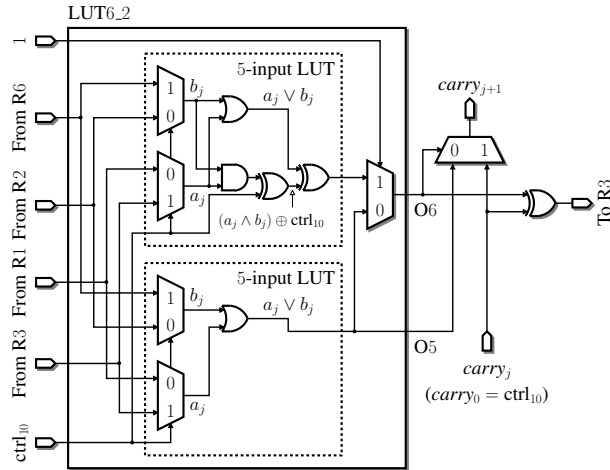 LUT6_2
1
From R6
From R2
From R1
From R3
ctrl₁₀
5-input LUT
1
0
bⱼ
aⱼ ∨ bⱼ
0
1
aⱼ
(aⱼ ∧ bⱼ) ⊕ ctrl₁₀
5-input LUT
1
0
bⱼ
aⱼ ∨ bⱼ
0
1
aⱼ
1
0
O6
O5
carryⱼ₊₁
0 1
To R3
carryⱼ
(carry₀ = ctrl₁₀)